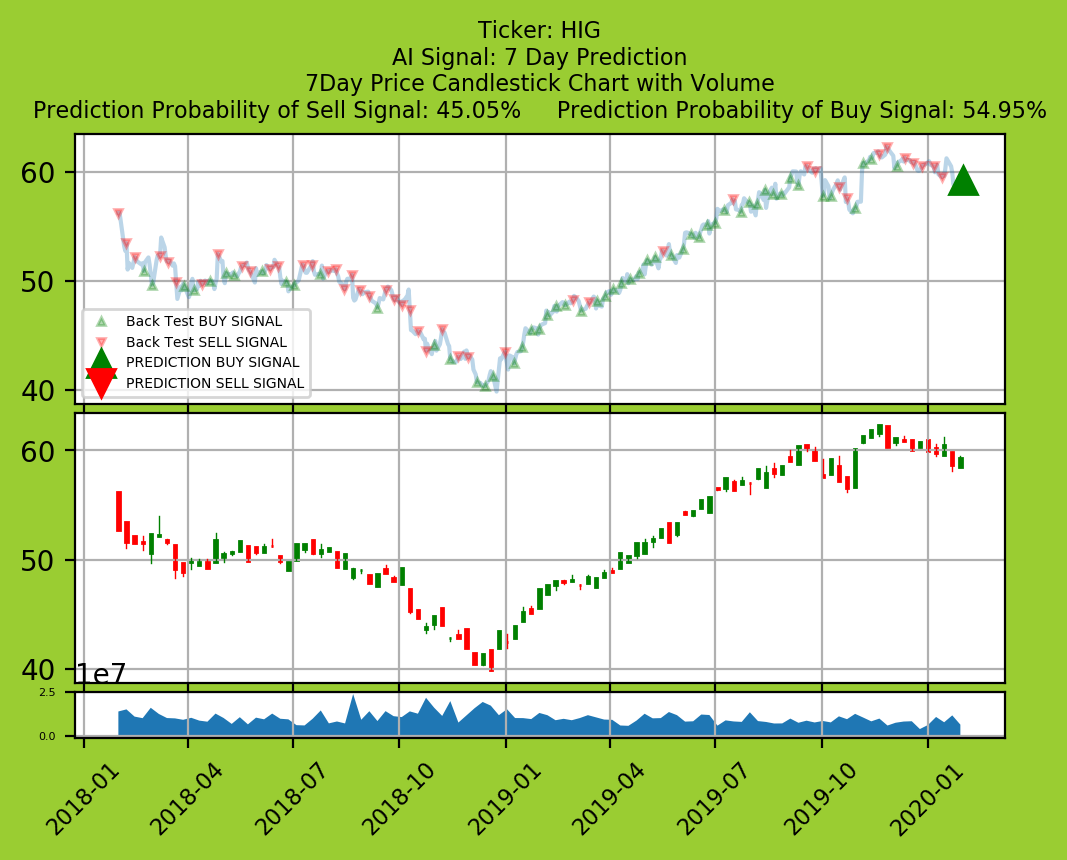 Ticker: HIG
AI Signal: 7 Day Prediction
7Day Price Candlestick Chart with Volume
Prediction Probability of Sell Signal: 45.05%     Prediction Probability of Buy Signal: 54.95%
60
50
40
Back Test BUY SIGNAL
Back Test SELL SIGNAL
PREDICTION BUY SIGNAL
PREDICTION SELL SIGNAL
60
50
40
1e7
2.5
0.0
2018-01
2018-04
2018-07
2018-10
2019-01
2019-04
2019-07
2019-10
2020-01